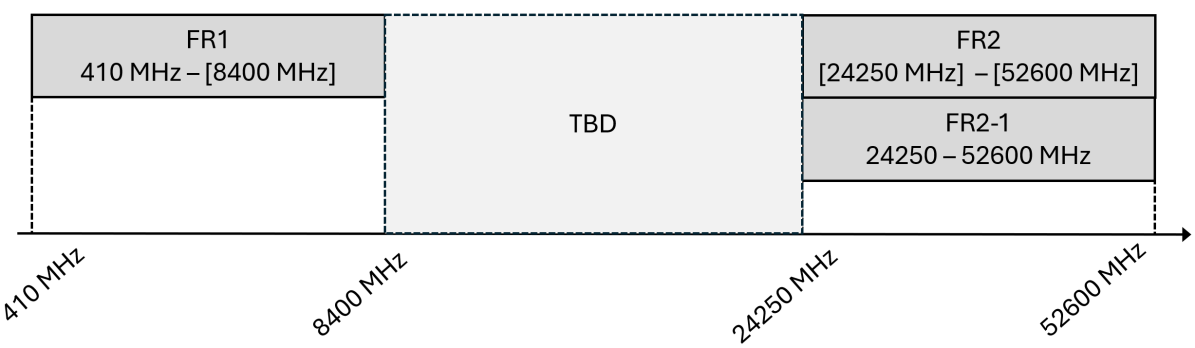 FR1
410 MHz – [8400 MHz]
TBD
FR2
[24250 MHz] – [52600 MHz]
FR2-1
24250 – 52600 MHz
410 MHz
8400 MHz
24250 MHz
52600 MHz